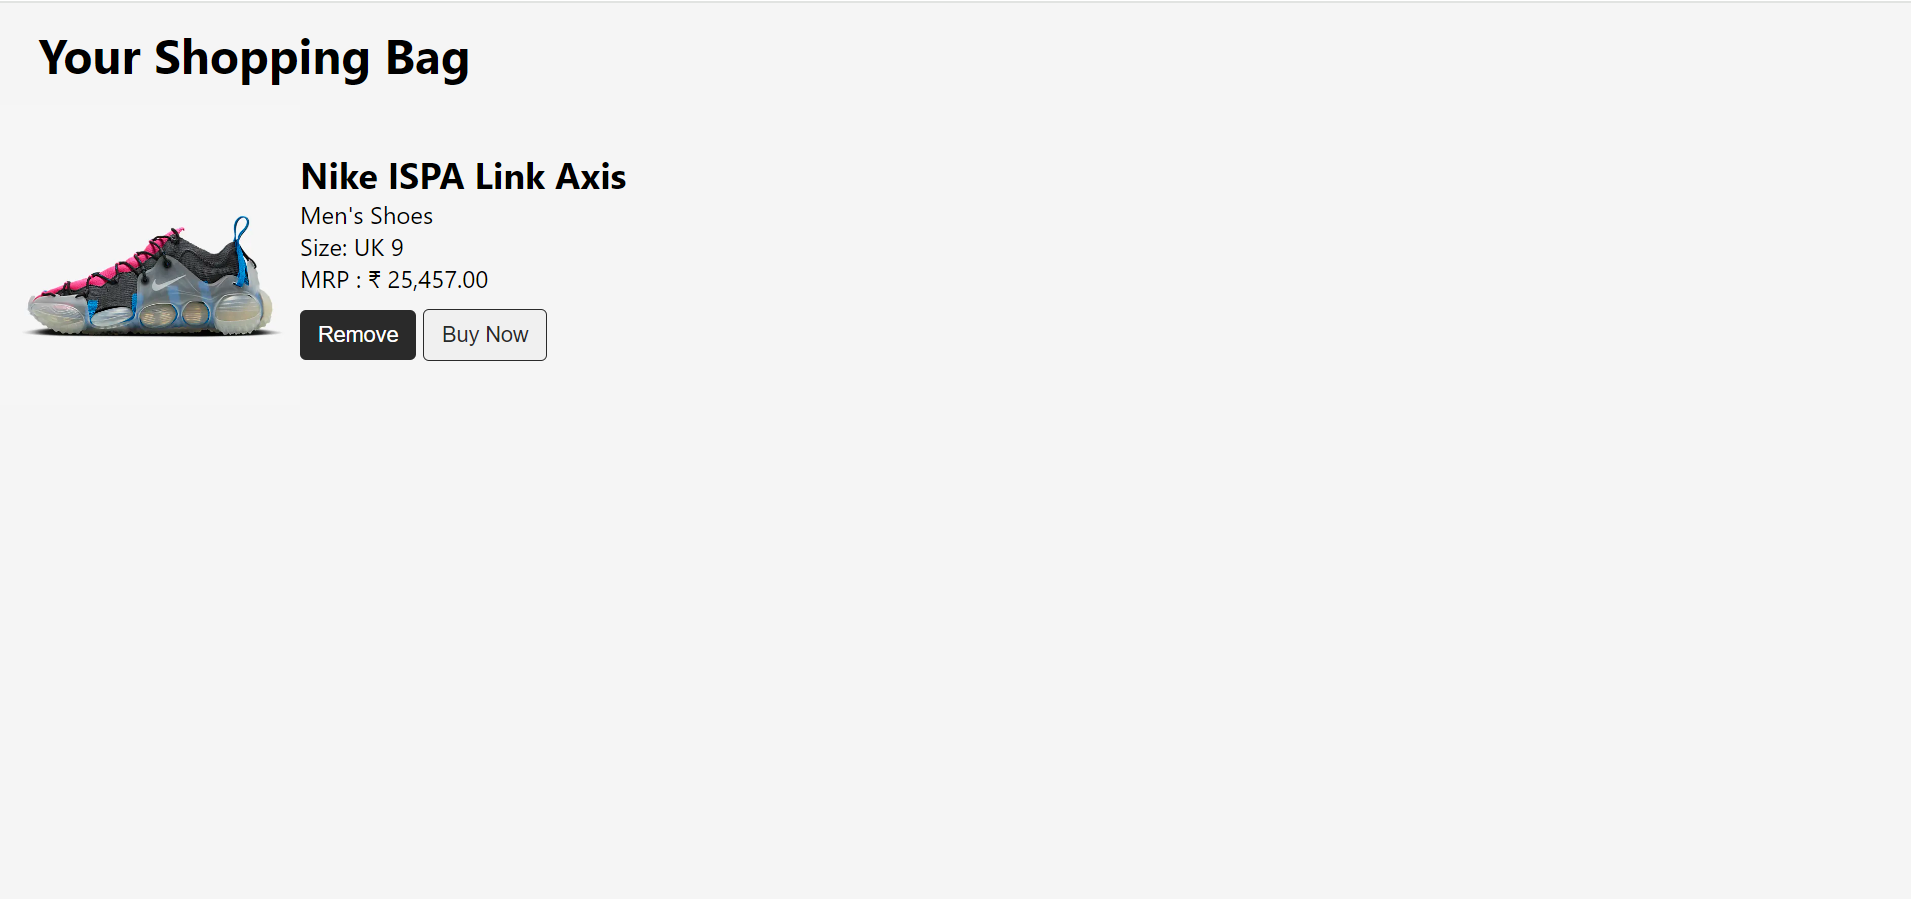 Your Shopping Bag
Nike ISPA Link Axis
Men's Shoes
Size: UK 9
MRP : ₹ 25,457.00
Remove Buy Now